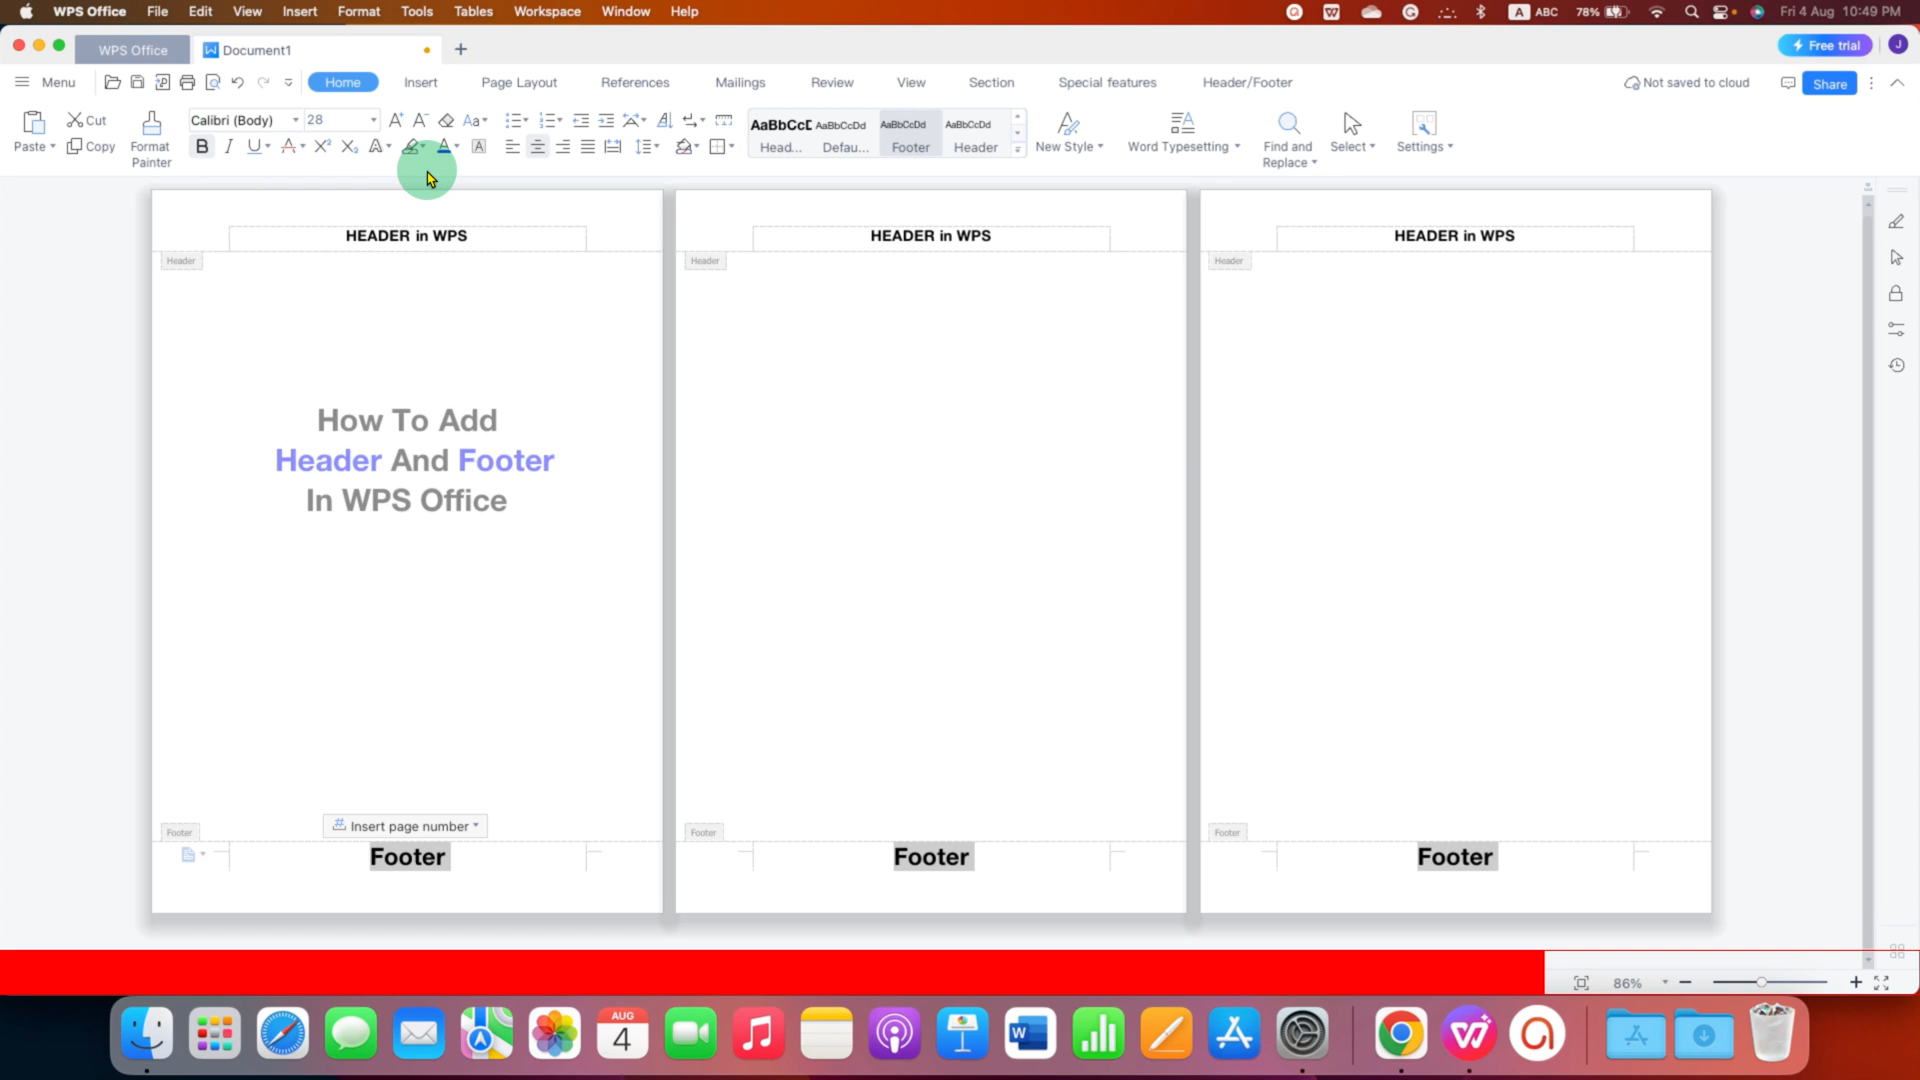 WPS Office File Edit View Insert Format Tools Tables Workspace Window Help A ABC 78% Fri 4 Aug 10:49 PM
WPS Office Document1 Free trial J
Menu Home Insert Page Layout References Mailings Review View Section Special features Header/Footer Not saved to cloud Share
Cut Calibri (Body) 28 AaBbCcD AaBbCcDd AaBbCcDd AaBbCcDd
Paste Copy Format Head... Defau... Footer Header New Style Word Typesetting Find and Select Settings
Painter Replace
HEADER in WPS HEADER in WPS HEADER in WPS
Header Header Header
How To Add
Header And Footer
In WPS Office
Insert page number
Footer Footer Footer
Footer Footer Footer
86%
AUG
4